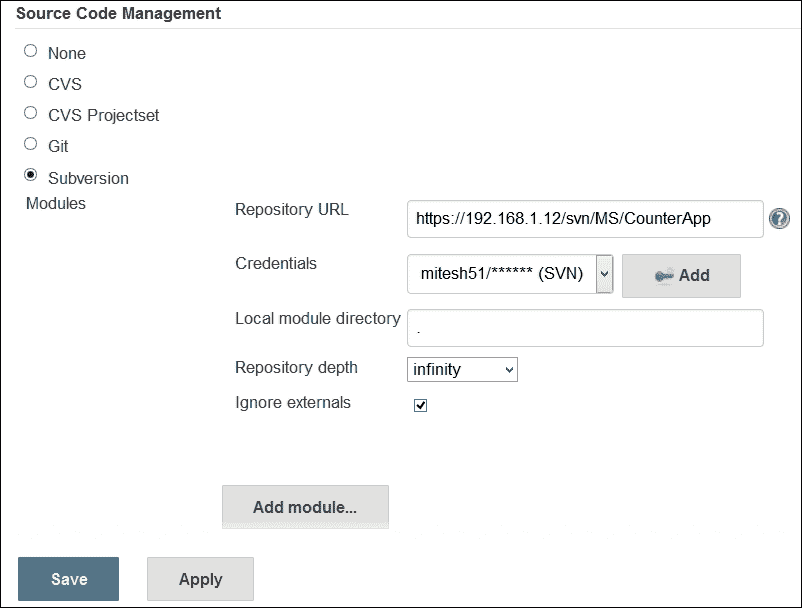 Source Code Management
None
CVS
CVS Projectset
Git
Subversion
Modules
Repository URL
https://192.168.1.12/svn/MS/CounterApp
?
Credentials
mitesh51/****** (SVN)
Add
Local module directory
.
Repository depth
infinity
Ignore externals
Add module...
Save
Apply